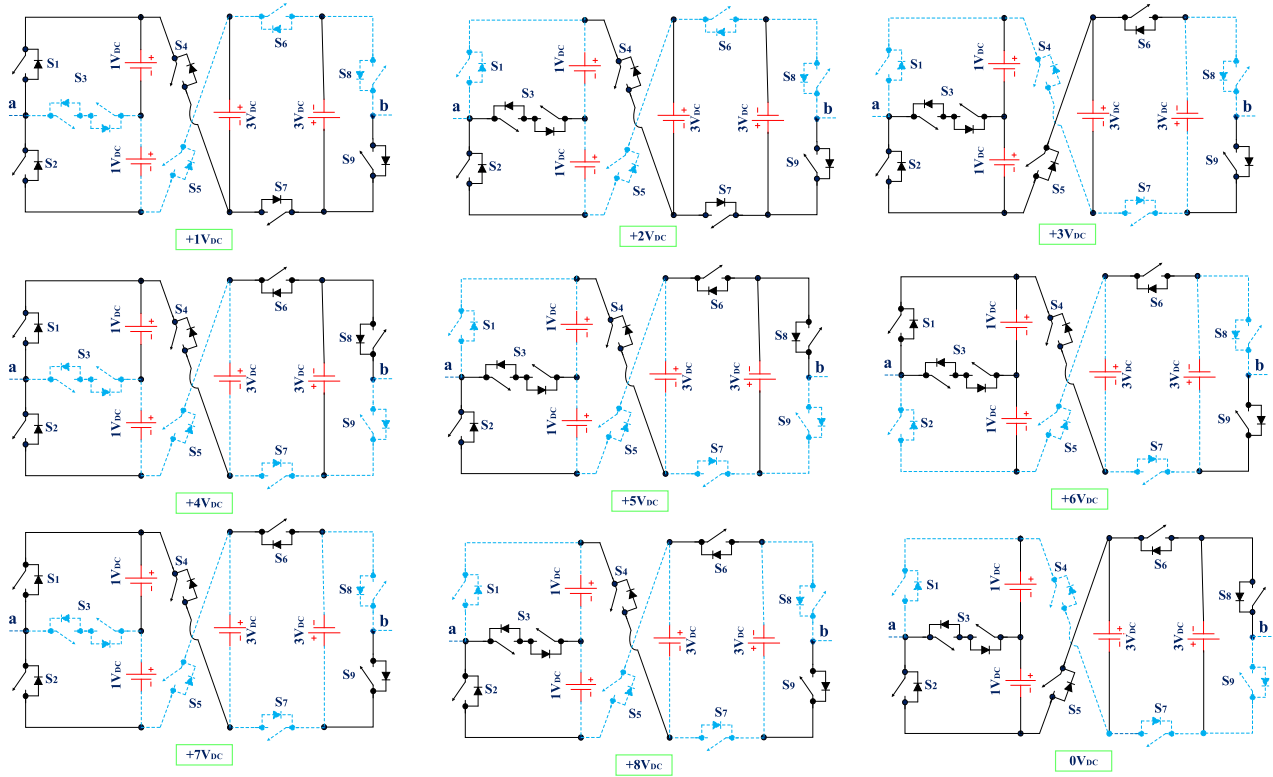 S1
S3
a
S2
1VDC
1VDC
S4
S5
3VDC
S6
3VDC
S7
S8
b
S9
+1VDC
S1
S3
a
S2
1VDC
1VDC
S4
S5
3VDC
S6
3VDC
S7
S8
b
S9
+2VDC
S1
S3
a
S2
1VDC
1VDC
S4
S5
3VDC
S6
3VDC
S7
S8
b
S9
+3VDC
S1
S3
a
S2
1VDC
1VDC
S4
S5
3VDC
S6
3VDC
S7
S8
b
S9
+4VDC
S1
S3
a
S2
1VDC
1VDC
S4
S5
3VDC
S6
3VDC
S7
S8
b
S9
+5VDC
S1
S3
a
S2
1VDC
1VDC
S4
S5
3VDC
S6
3VDC
S7
S8
b
S9
+6VDC
S1
S3
a
S2
1VDC
1VDC
S4
S5
3VDC
S6
3VDC
S7
S8
b
S9
+7VDC
S1
S3
a
S2
1VDC
1VDC
S4
S5
3VDC
S6
3VDC
S7
S8
b
S9
+8VDC
S1
S3
a
S2
1VDC
1VDC
S4
S5
3VDC
S6
3VDC
S7
S8
b
S9
0VDC